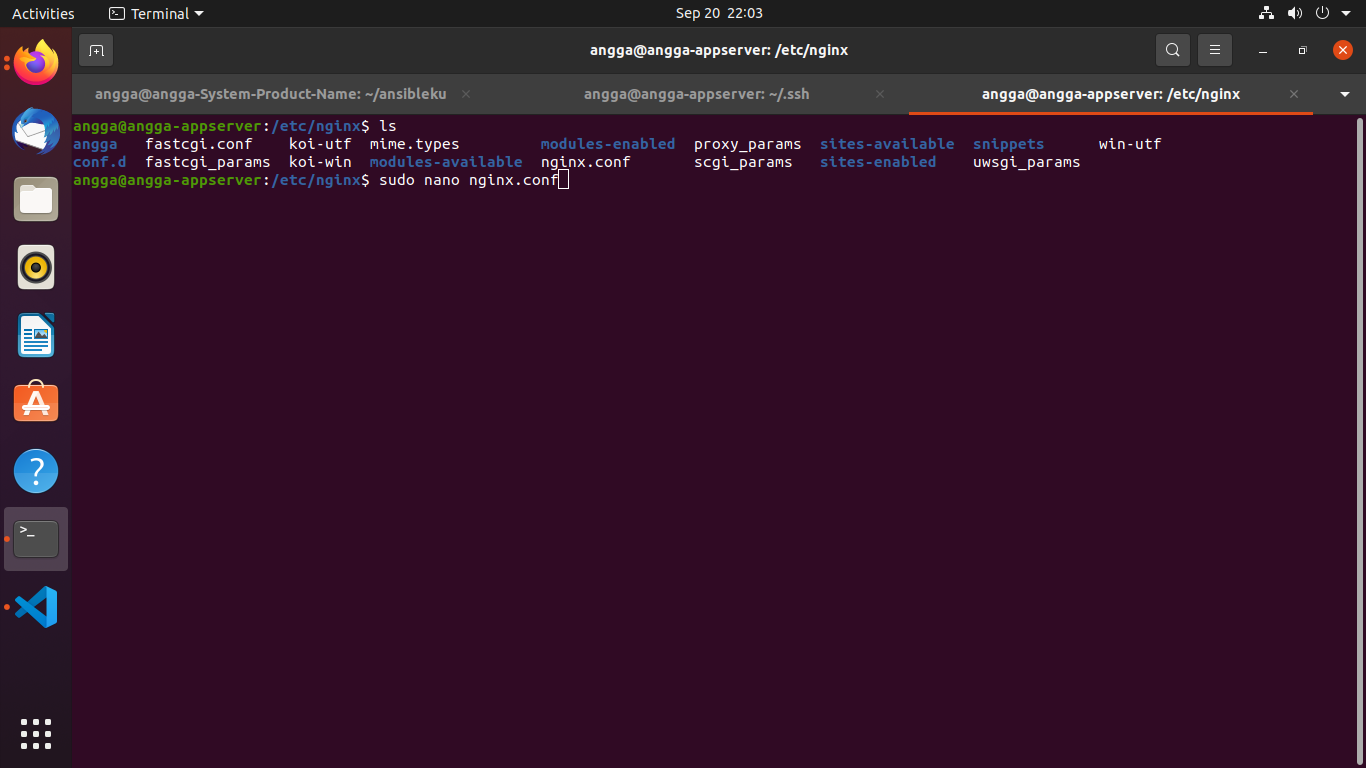 Activities Terminal Sep 20 22:03
angga@angga-appserver: /etc/nginx
angga@angga-System-Product-Name: ~/ansibleku angga@angga-appserver: ~/.ssh angga@angga-appserver: /etc/nginx
angga@angga-appserver:/etc/nginx$ ls
angga fastcgi.conf koi-utf mime.types modules-enabled proxy_params sites-available snippets win-utf
conf.d fastcgi_params koi-win modules-available nginx.conf scgi_params sites-enabled uwsgi_params
angga@angga-appserver:/etc/nginx$ sudo nano nginx.conf